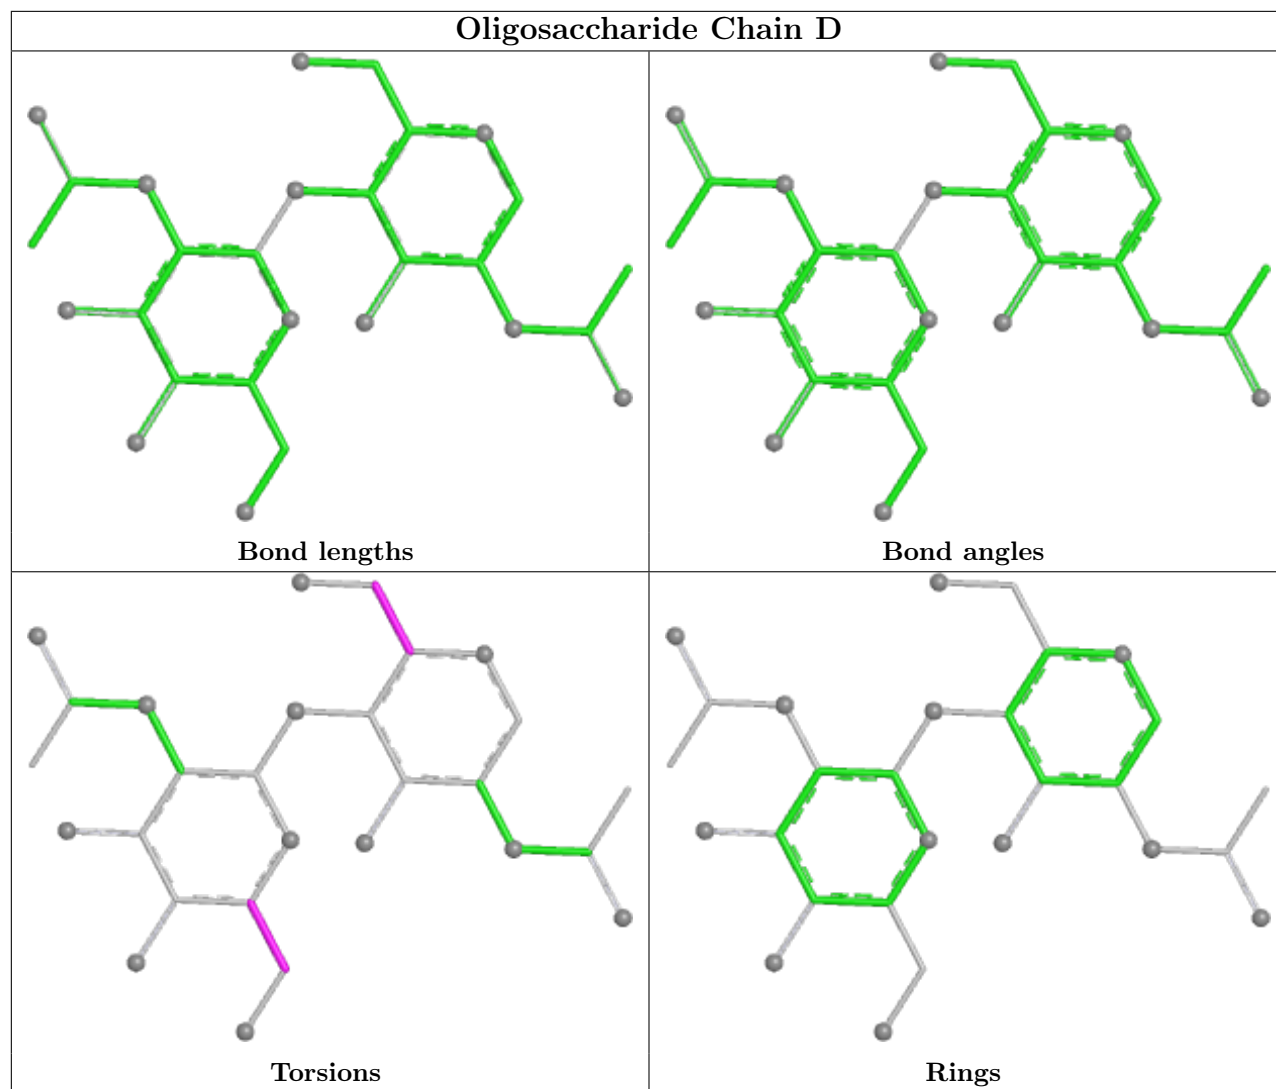 Oligosaccharide Chain D
Bond lengths
Bond angles
Torsions
Rings